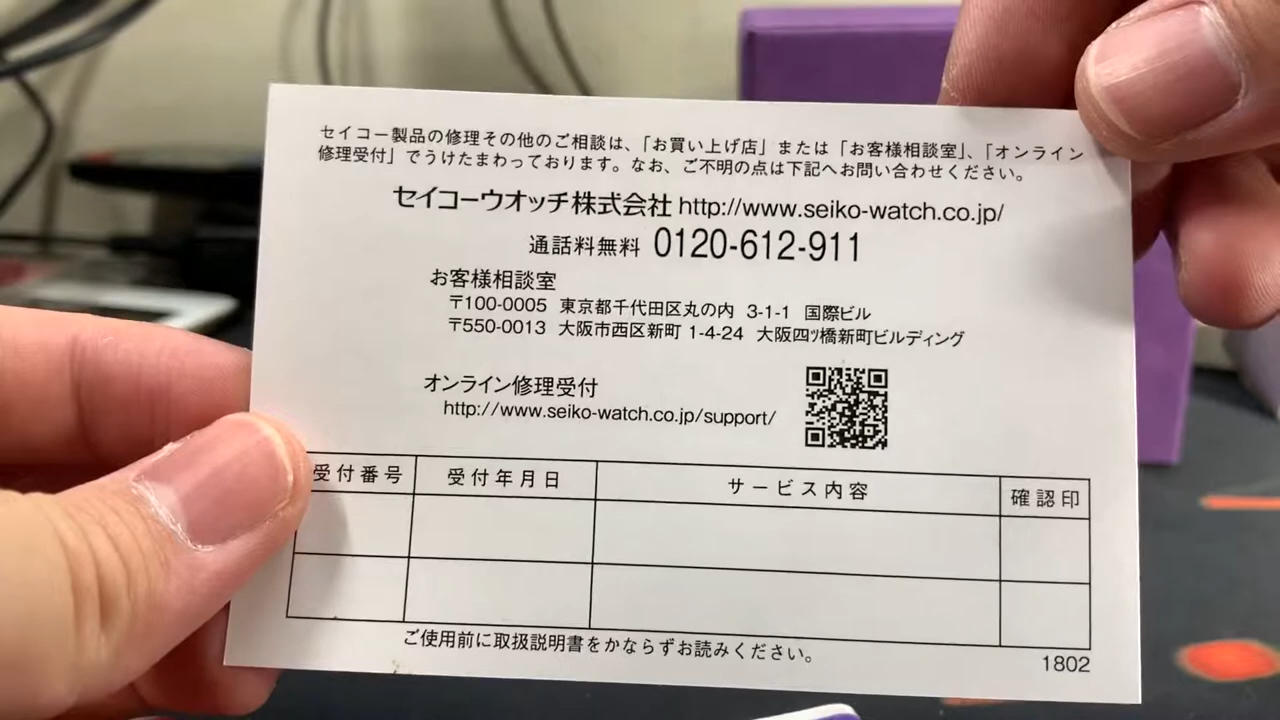 セイコー製品の修理その他のご相談は、「お買い上げ店」または「お客様相談室」、「オンライン
修理受付」でうけたまわっております。なお、ご不明の点は下記へお問い合わせください。
セイコーウオッチ株式会社 http://www.seiko-watch.co.jp/
通話料無料 0120-612-911
お客様相談室
〒100-0005 東京都千代田区丸の内 3-1-1 国際ビル
〒550-0013 大阪市西区新町 1-4-24 大阪四ツ橋新町ビルディング
オンライン修理受付
http://www.seiko-watch.co.jp/support/
受付番号 受付年月日 サービス内容 確認印
ご使用前に取扱説明書をかならずお読みください。
1802